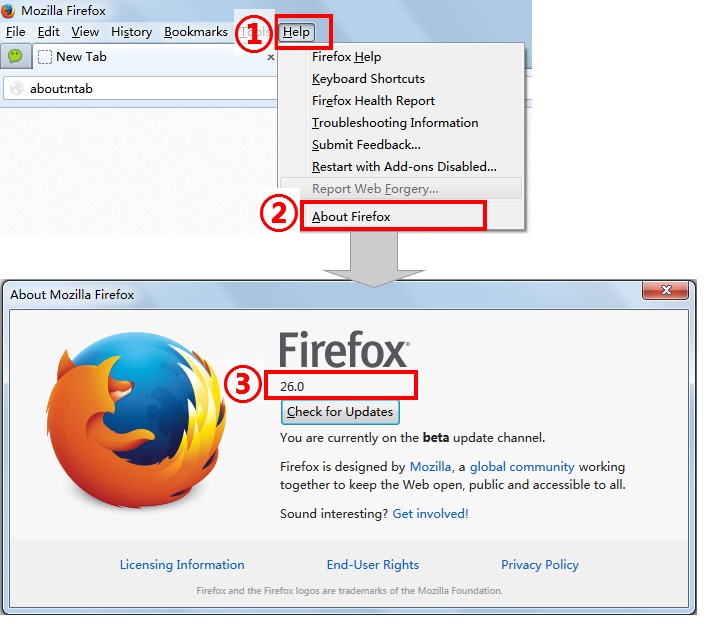 Mozilla Firefox
File Edit View History Bookmarks Tools Help
①
New Tab
about:ntab
Firefox Help
Keyboard Shortcuts
Firefox Health Report
Troubleshooting Information
Submit Feedback...
Restart with Add-ons Disabled...
Report Web Forgery...
② About Firefox
About Mozilla Firefox
Firefox
③ 26.0
Check for Updates
You are currently on the beta update channel.
Firefox is designed by Mozilla, a global community working
together to keep the Web open, public and accessible to all.
Sound interesting? Get involved!
Licensing Information End-User Rights Privacy Policy
Firefox and the Firefox logos are trademarks of the Mozilla Foundation.